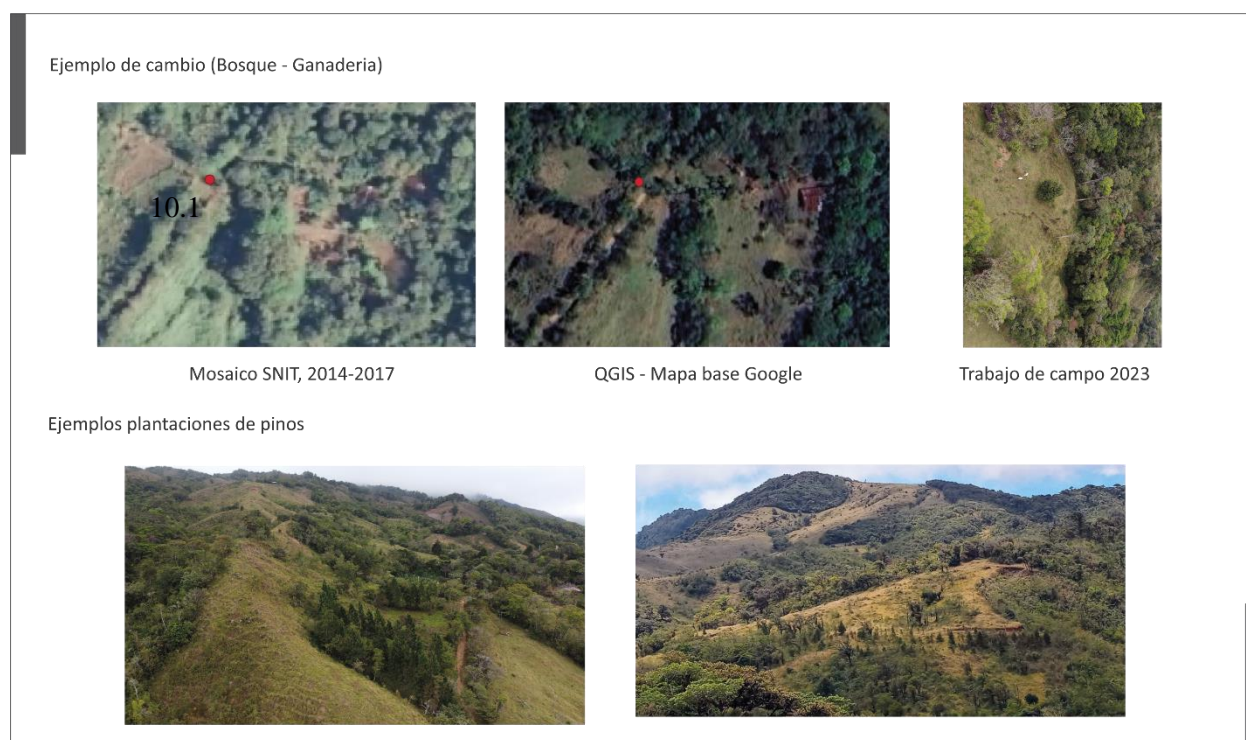 Ejemplo de cambio (Bosque - Ganaderia)
10.1
Mosaico SNIT, 2014-2017
QGIS - Mapa base Google
Trabajo de campo 2023
Ejemplos plantaciones de pinos